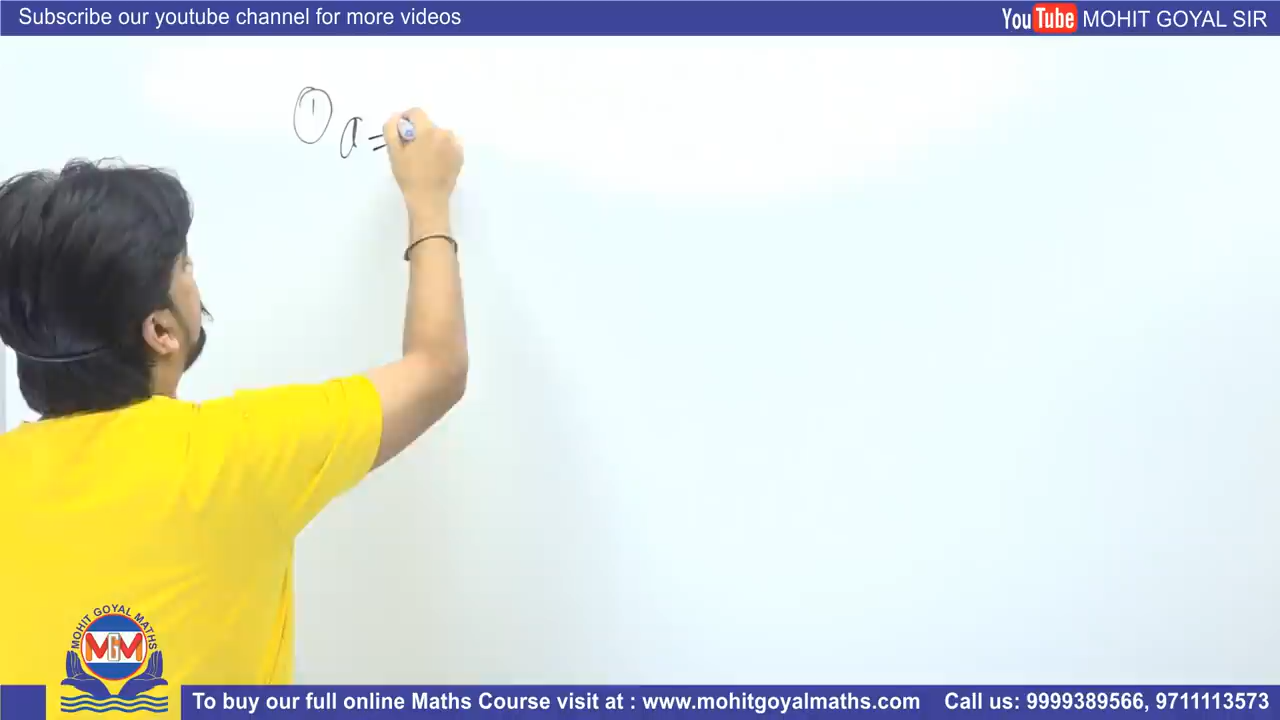 Subscribe our youtube channel for more videos
YouTube MOHIT GOYAL SIR
① a =
MOHIT GOYAL MATHS
MGM
To buy our full online Maths Course visit at : www.mohitgoyalmaths.com Call us: 9999389566, 9711113573